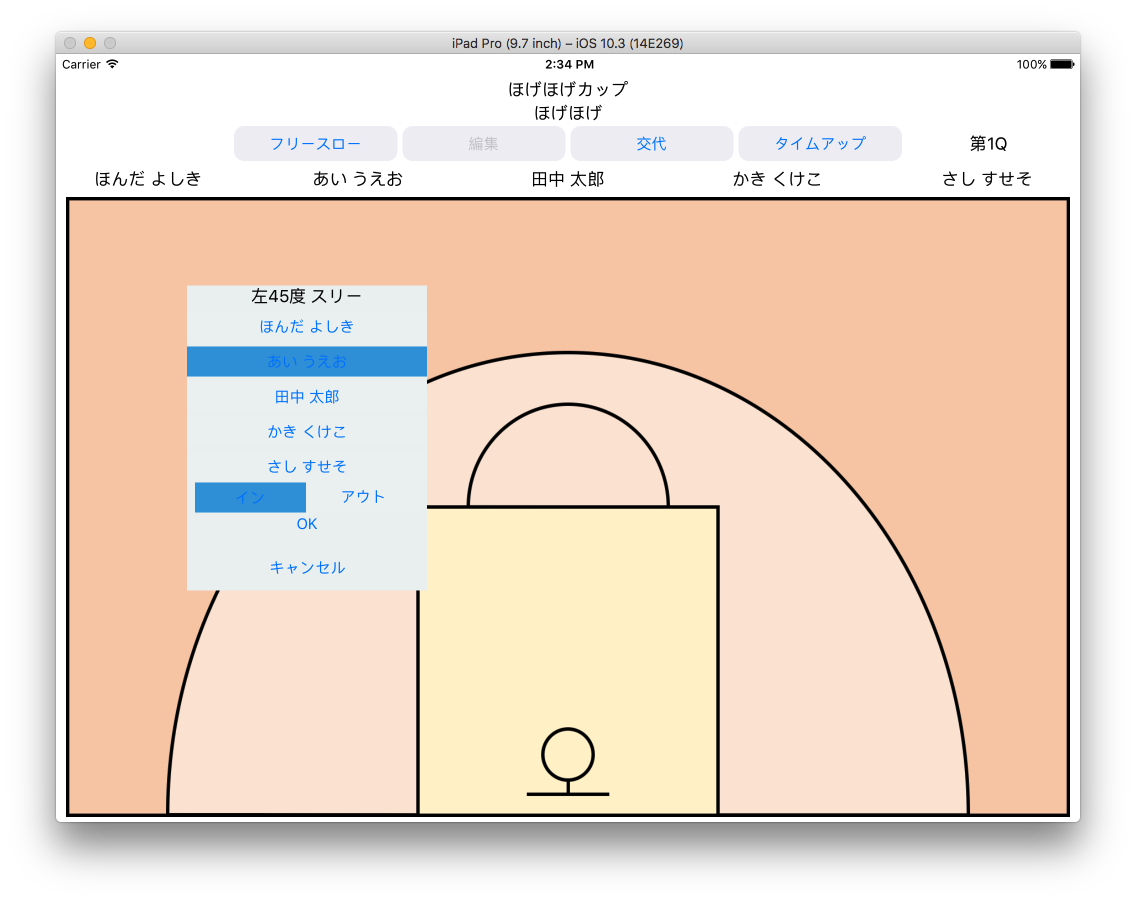 iPad Pro (9.7 inch) – iOS 10.3 (14E269)
Carrier 2:34 PM 100%
ほげほげカップ
ほげほげ
フリースロー 編集 交代 タイムアップ 第1Q
ほんだ よしき あい うえお 田中 太郎 かき くけこ さし すせそ
左45度 スリー
ほんだ よしき
あい うえお
田中 太郎
かき くけこ
さし すせそ
イン アウト
OK
キャンセル